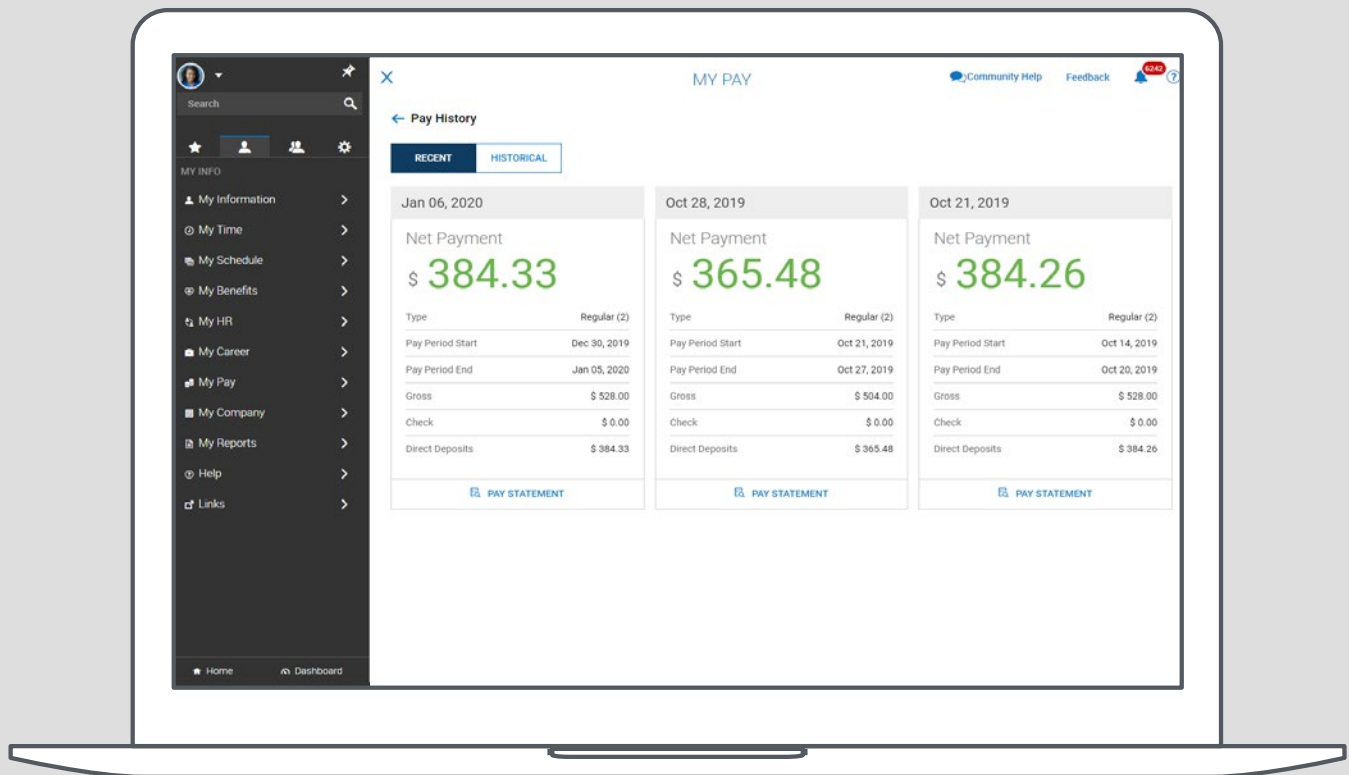 Search
MY INFO
My Information
My Time
My Schedule
My Benefits
My HR
My Career
My Pay
My Company
My Reports
Help
Links
Home Dashboard
MY PAY Community Help Feedback 6242 ?
Pay History
RECENT HISTORICAL
Jan 06, 2020
Net Payment
$ 384.33
Type Regular (2)
Pay Period Start Dec 30, 2019
Pay Period End Jan 05, 2020
Gross $ 528.00
Check $ 0.00
Direct Deposits $ 384.33
PAY STATEMENT
Oct 28, 2019
Net Payment
$ 365.48
Type Regular (2)
Pay Period Start Oct 21, 2019
Pay Period End Oct 27, 2019
Gross $ 504.00
Check $ 0.00
Direct Deposits $ 365.48
PAY STATEMENT
Oct 21, 2019
Net Payment
$ 384.26
Type Regular (2)
Pay Period Start Oct 14, 2019
Pay Period End Oct 20, 2019
Gross $ 528.00
Check $ 0.00
Direct Deposits $ 384.26
PAY STATEMENT